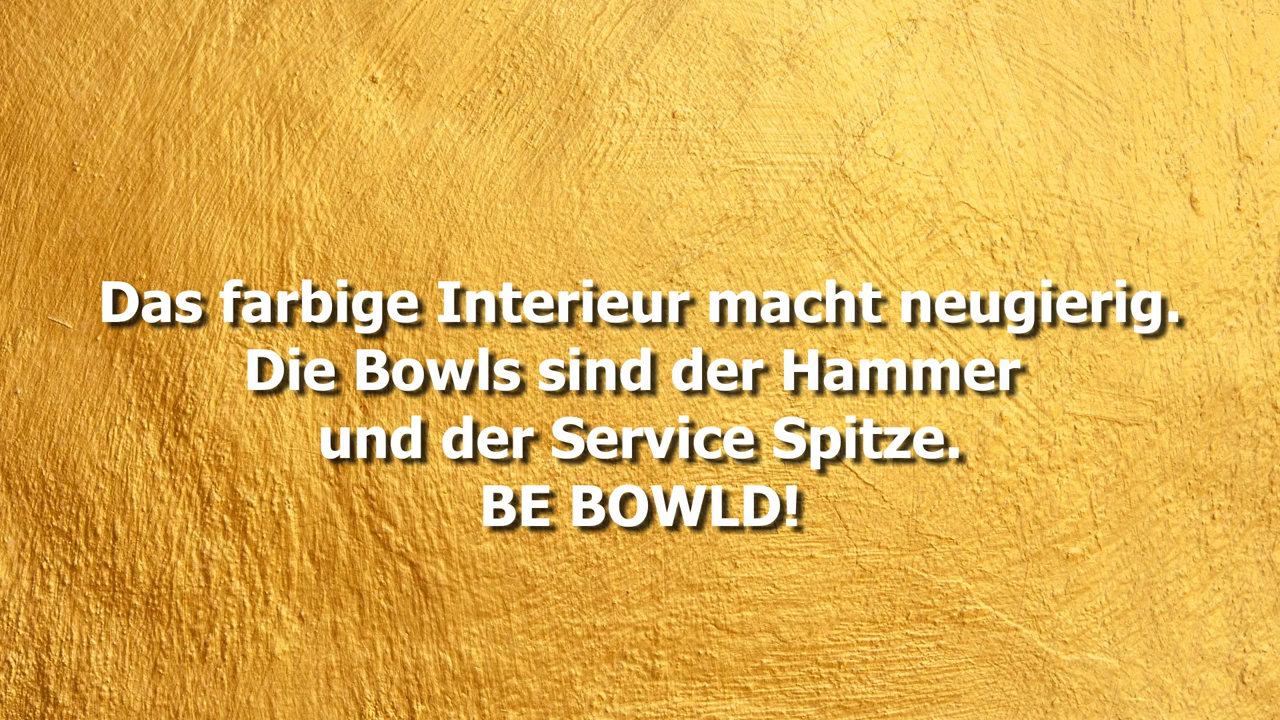 Das farbige Interieur macht neugierig.
Die Bowls sind der Hammer
und der Service Spitze.
BE BOWLD!